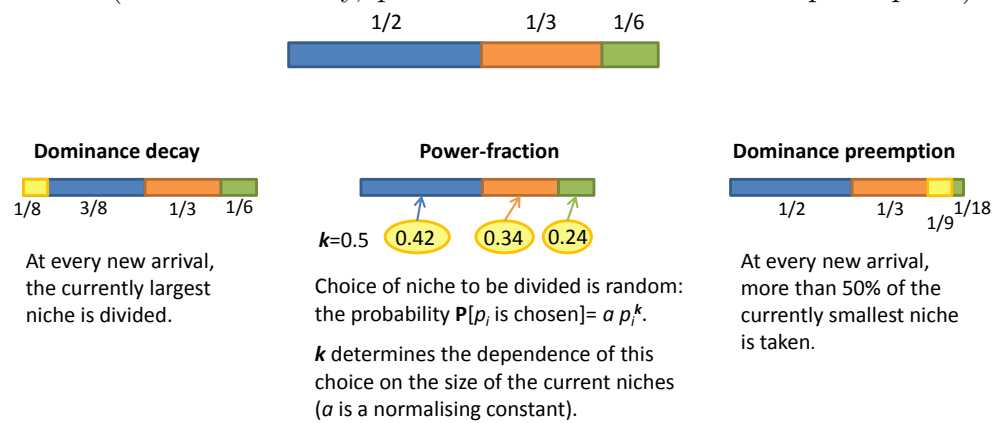 1/2 1/3 1/6
Dominance decay
1/8 3/8 1/3 1/6
At every new arrival,
the currently largest
niche is divided.
Power-fraction
k=0.5 0.42 0.34 0.24
Choice of niche to be divided is random:
the probability P[pᵢ is chosen]= a pᵢᵏ.
k determines the dependence of this
choice on the size of the current niches
(a is a normalising constant).
Dominance preemption
1/2 1/3 1/9 1/18
At every new arrival,
more than 50% of the
currently smallest niche
is taken.